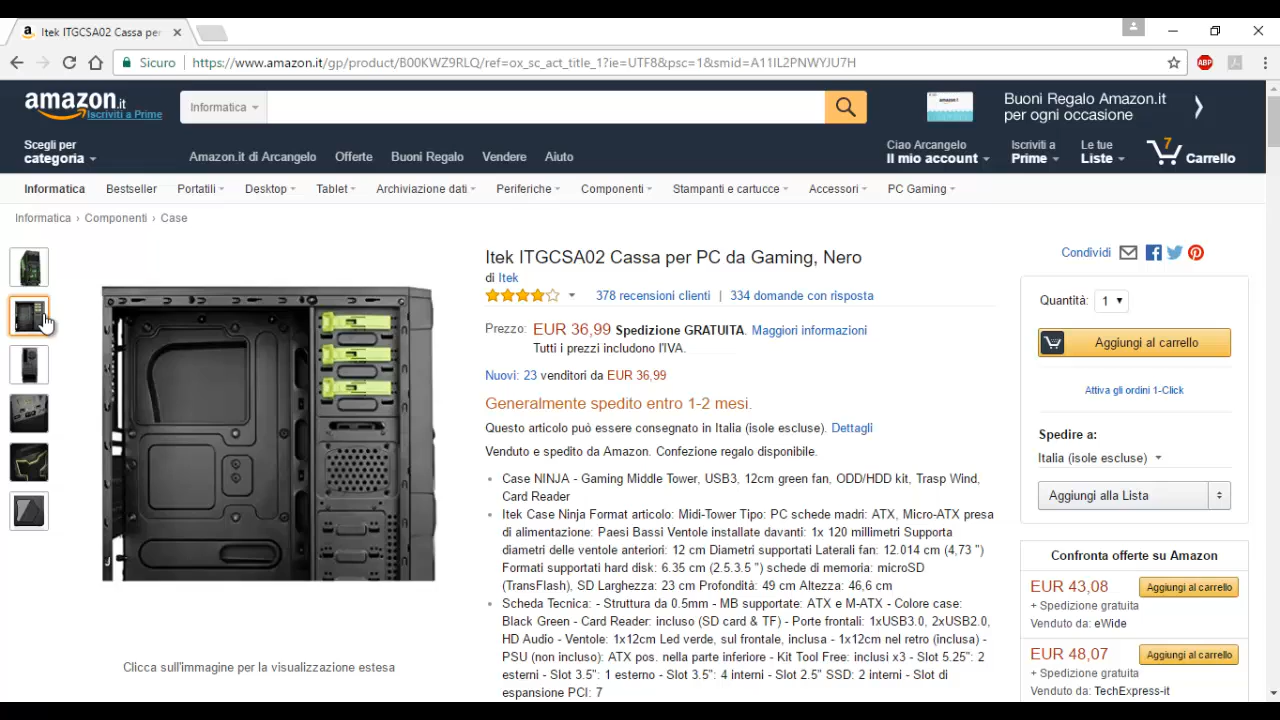 Itek ITGCSA02 Cassa per
Sicuro
https://www.amazon.it/gp/product/B00KWZ9RLQ/ref=ox_sc_act_title_1?ie=UTF8&psc=1&smid=A11IL2PNWYJU7H
ABP
amazon.it
Iscriviti a Prime
Informatica
Buoni Regalo Amazon.it
per ogni occasione
Scegli per
categoria
Amazon.it di Arcangelo
Offerte
Buoni Regalo
Vendere
Aiuto
Ciao Arcangelo
Il mio account
Iscriviti a
Prime
Le tue
Liste
7
Carrello
Informatica
Bestseller
Portatili
Desktop
Tablet
Archiviazione dati
Periferiche
Componenti
Stampanti e cartucce
Accessori
PC Gaming
Informatica › Componenti › Case
Itek ITGCSA02 Cassa per PC da Gaming, Nero
di Itek
378 recensioni clienti | 334 domande con risposta
Prezzo: EUR 36,99 Spedizione GRATUITA. Maggiori informazioni
Tutti i prezzi includono l'IVA.
Nuovi: 23 venditori da EUR 36,99
Generalmente spedito entro 1-2 mesi.
Questo articolo può essere consegnato in Italia (isole escluse). Dettagli
Venduto e spedito da Amazon. Confezione regalo disponibile.
Case NINJA - Gaming Middle Tower, USB3, 12cm green fan, ODD/HDD kit, Trasp Wind,
Card Reader
Itek Case Ninja Format articolo: Midi-Tower Tipo: PC schede madri: ATX, Micro-ATX presa
di alimentazione: Paesi Bassi Ventole installate davanti: 1x 120 millimetri Supporta
diametri delle ventole anteriori: 12 cm Diametri supportati Laterali fan: 12.014 cm (4,73 ")
Formati supportati hard disk: 6.35 cm (2.5.3.5 ") schede di memoria: microSD
(TransFlash), SD Larghezza: 23 cm Profondità: 49 cm Altezza: 46,6 cm
Scheda Tecnica: - Struttura da 0.5mm - MB supportate: ATX e M-ATX - Colore case:
Black Green - Card Reader: incluso (SD card & TF) - Porte frontali: 1xUSB3.0, 2xUSB2.0,
HD Audio - Ventole: 1x12cm Led verde, sul frontale, inclusa - 1x12cm nel retro (inclusa) -
PSU (non incluso): ATX pos. nella parte inferiore - Kit Tool Free: inclusi x3 - Slot 5.25": 2
esterni - Slot 3.5": 1 esterno - Slot 3.5": 4 interni - Slot 2.5" SSD: 2 interni - Slot di
espansione PCI: 7
Clicca sull'immagine per la visualizzazione estesa
Condividi
Quantità: 1
Aggiungi al carrello
Attiva gli ordini 1-Click
Spedire a:
Italia (isole escluse)
Aggiungi alla Lista
Confronta offerte su Amazon
EUR 43,08
Aggiungi al carrello
+ Spedizione gratuita
Venduto da: eWide
EUR 48,07
Aggiungi al carrello
+ Spedizione gratuita
Venduto da: TechExpress-it